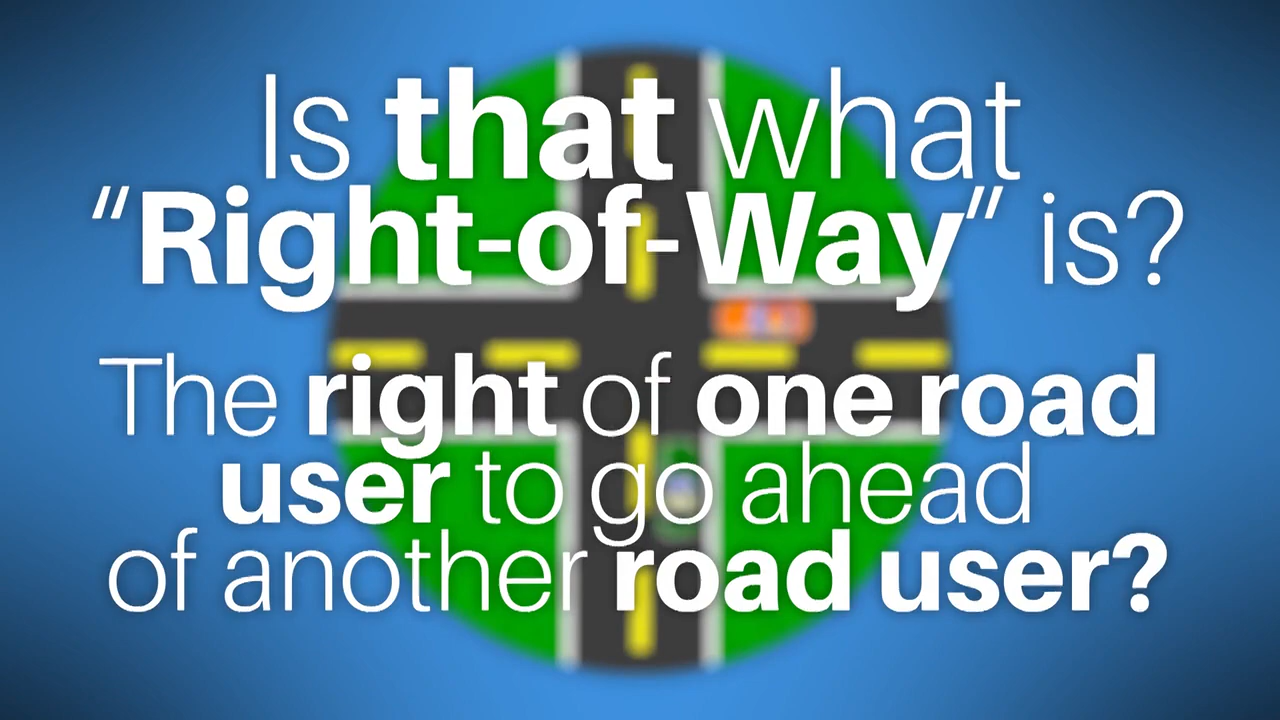 Is that what
“Right-of-Way” is?
The right of one road
user to go ahead
of another road user?